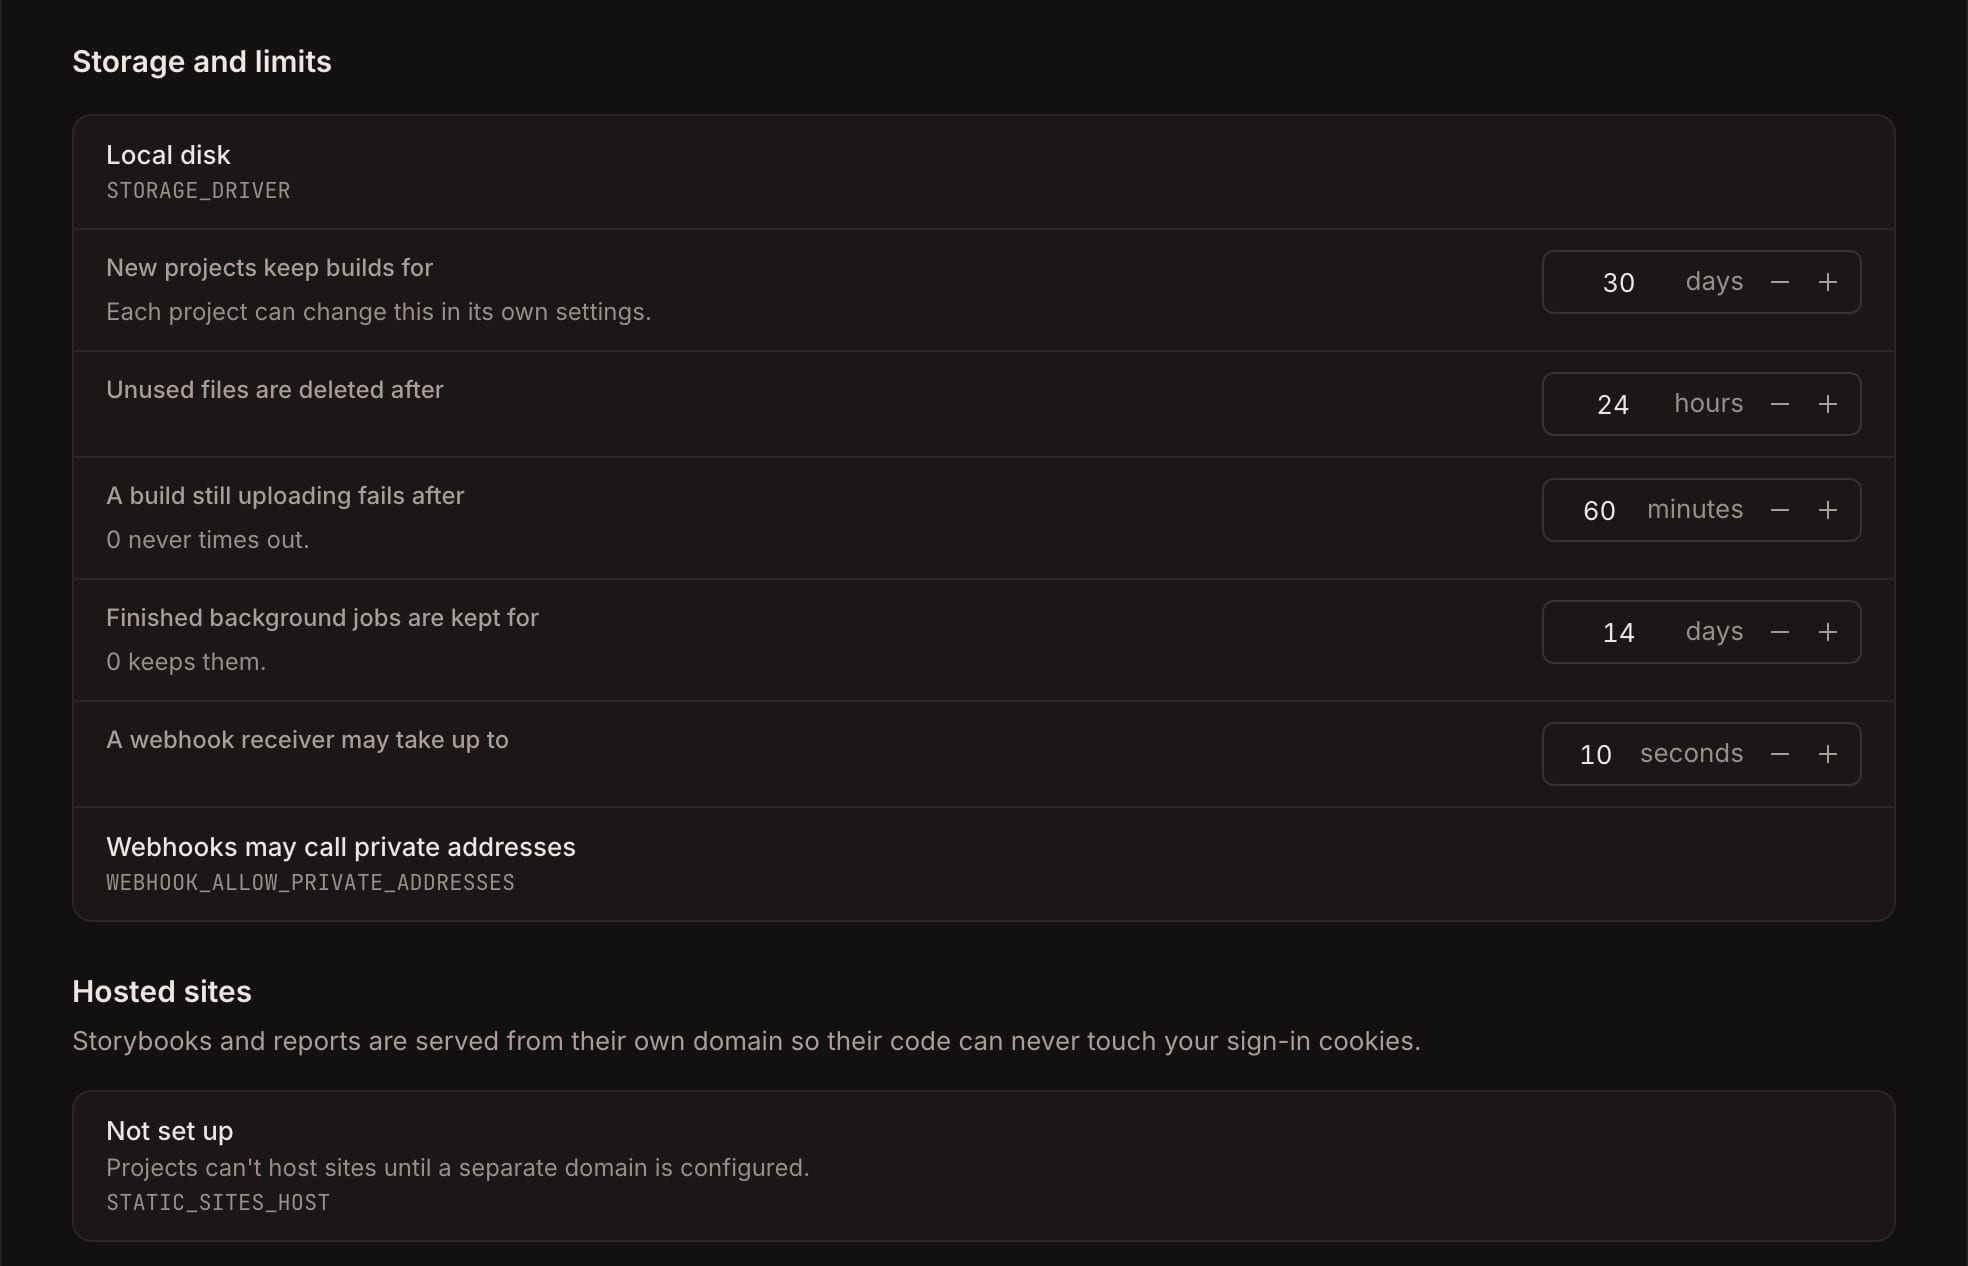 Storage and limits
Local disk
STORAGE_DRIVER
New projects keep builds for
30 days − +
Each project can change this in its own settings.
Unused files are deleted after
24 hours − +
A build still uploading fails after
60 minutes − +
0 never times out.
Finished background jobs are kept for
14 days − +
0 keeps them.
A webhook receiver may take up to
10 seconds − +
Webhooks may call private addresses
WEBHOOK_ALLOW_PRIVATE_ADDRESSES
Hosted sites
Storybooks and reports are served from their own domain so their code can never touch your sign-in cookies.
Not set up
Projects can't host sites until a separate domain is configured.
STATIC_SITES_HOST